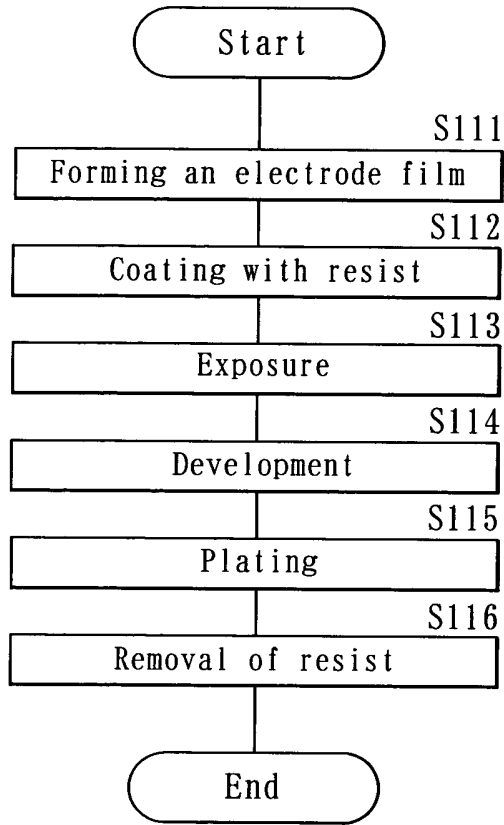 Start
S111
Forming an electrode film
S112
Coating with resist
S113
Exposure
S114
Development
S115
Plating
S116
Removal of resist
End